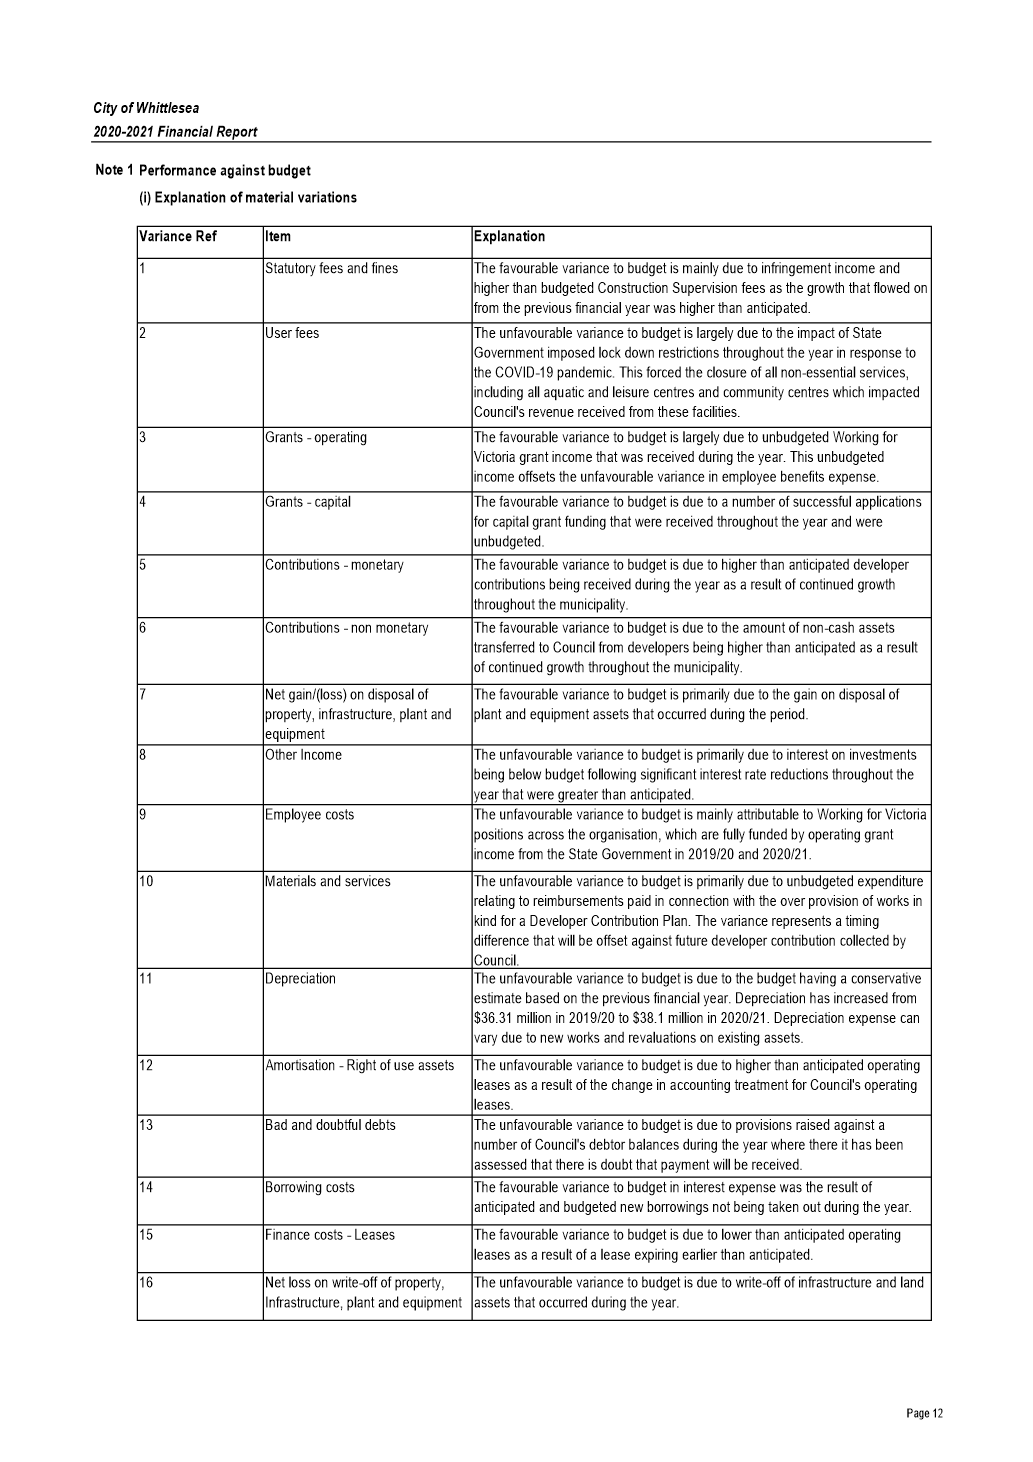 City of Whittlesea
2020-2021 Financial Report
Note 1 Performance against budget
(i) Explanation of material variations
Variance Ref Item Explanation
1 Statutory fees and fines The favourable variance to budget is mainly due to infringement income and
higher than budgeted Construction Supervision fees as the growth that flowed on
from the previous financial year was higher than anticipated.
2 User fees The unfavourable variance to budget is largely due to the impact of State
Government imposed lock down restrictions throughout the year in response to
the COVID-19 pandemic. This forced the closure of all non-essential services,
including all aquatic and leisure centres and community centres which impacted
Council's revenue received from these facilities.
3 Grants - operating The favourable variance to budget is largely due to unbudgeted Working for
Victoria grant income that was received during the year. This unbudgeted
income offsets the unfavourable variance in employee benefits expense.
4 Grants - capital The favourable variance to budget is due to a number of successful applications
for capital grant funding that were received throughout the year and were
unbudgeted.
5 Contributions - monetary The favourable variance to budget is due to higher than anticipated developer
contributions being received during the year as a result of continued growth
throughout the municipality.
6 Contributions - non monetary The favourable variance to budget is due to the amount of non-cash assets
transferred to Council from developers being higher than anticipated as a result
of continued growth throughout the municipality.
7 Net gain/(loss) on disposal of The favourable variance to budget is primarily due to the gain on disposal of
property, infrastructure, plant and plant and equipment assets that occurred during the period.
equipment
8 Other Income The unfavourable variance to budget is primarily due to interest on investments
being below budget following significant interest rate reductions throughout the
year that were greater than anticipated.
9 Employee costs The unfavourable variance to budget is mainly attributable to Working for Victoria
positions across the organisation, which are fully funded by operating grant
income from the State Government in 2019/20 and 2020/21.
10 Materials and services The unfavourable variance to budget is primarily due to unbudgeted expenditure
relating to reimbursements paid in connection with the over provision of works in
kind for a Developer Contribution Plan. The variance represents a timing
difference that will be offset against future developer contribution collected by
Council.
11 Depreciation The unfavourable variance to budget is due to the budget having a conservative
estimate based on the previous financial year. Depreciation has increased from
$36.31 million in 2019/20 to $38.1 million in 2020/21. Depreciation expense can
vary due to new works and revaluations on existing assets.
12 Amortisation - Right of use assets The unfavourable variance to budget is due to higher than anticipated operating
leases as a result of the change in accounting treatment for Council's operating
leases.
13 Bad and doubtful debts The unfavourable variance to budget is due to provisions raised against a
number of Council's debtor balances during the year where there it has been
assessed that there is doubt that payment will be received.
14 Borrowing costs The favourable variance to budget in interest expense was the result of
anticipated and budgeted new borrowings not being taken out during the year.
15 Finance costs - Leases The favourable variance to budget is due to lower than anticipated operating
leases as a result of a lease expiring earlier than anticipated.
16 Net loss on write-off of property, The unfavourable variance to budget is due to write-off of infrastructure and land
Infrastructure, plant and equipment assets that occurred during the year.
Page 12